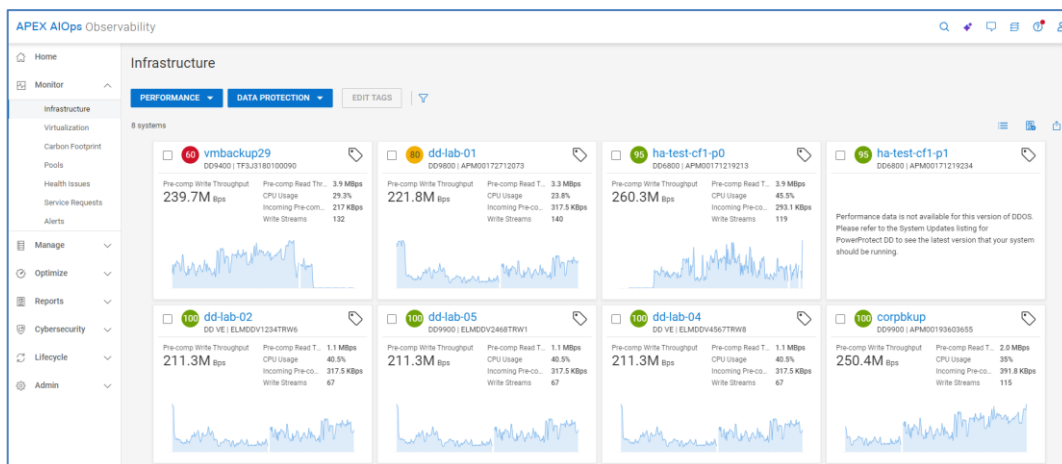 APEX AIOps Observability
Home
Monitor
Infrastructure
Virtualization
Carbon Footprint
Pools
Health Issues
Service Requests
Alerts
Manage
Optimize
Reports
Cybersecurity
Lifecycle
Admin
Infrastructure
PERFORMANCE
DATA PROTECTION
EDIT TAGS
8 systems
60 vmbackup29
DD9400 | TF3J3180100090
Pre-comp Write Throughput
239.7M Bps
Pre-comp Read Thr... 3.9 MBps
CPU Usage 29.3%
Incoming Pre-com... 217 KBps
Write Streams 132
80 dd-lab-01
DD9800 | APM00172712073
Pre-comp Write Throughput
221.8M Bps
Pre-comp Read T... 3.3 MBps
CPU Usage 23.8%
Incoming Pre-co... 317.5 KBps
Write Streams 140
95 ha-test-cf1-p0
DD6800 | APM00171219213
Pre-comp Write Throughput
260.3M Bps
Pre-comp Read T... 3.9 MBps
CPU Usage 45.5%
Incoming Pre-co... 293.1 KBps
Write Streams 119
95 ha-test-cf1-p1
DD6800 | APM00171219234
Performance data is not available for this version of DDOS.
Please refer to the System Updates listing for
PowerProtect DD to see the latest version that your system
should be running.
100 dd-lab-02
DD VE | ELMDDV1234TRW6
Pre-comp Write Throughput
211.3M Bps
Pre-comp Read T... 1.1 MBps
CPU Usage 40.5%
Incoming Pre-co... 317.5 KBps
Write Streams 67
100 dd-lab-05
DD9900 | ELMDDV2468TRW1
Pre-comp Write Throughput
211.3M Bps
Pre-comp Read T... 1.1 MBps
CPU Usage 40.5%
Incoming Pre-co... 317.5 KBps
Write Streams 67
100 dd-lab-04
DD VE | ELMDDV4567TRW8
Pre-comp Write Throughput
211.3M Bps
Pre-comp Read T... 1.1 MBps
CPU Usage 40.5%
Incoming Pre-co... 317.5 KBps
Write Streams 67
100 corpbkup
DD9900 | APM00193603655
Pre-comp Write Throughput
250.4M Bps
Pre-comp Read T... 2.0 MBps
CPU Usage 35%
Incoming Pre-co... 391.8 KBps
Write Streams 115